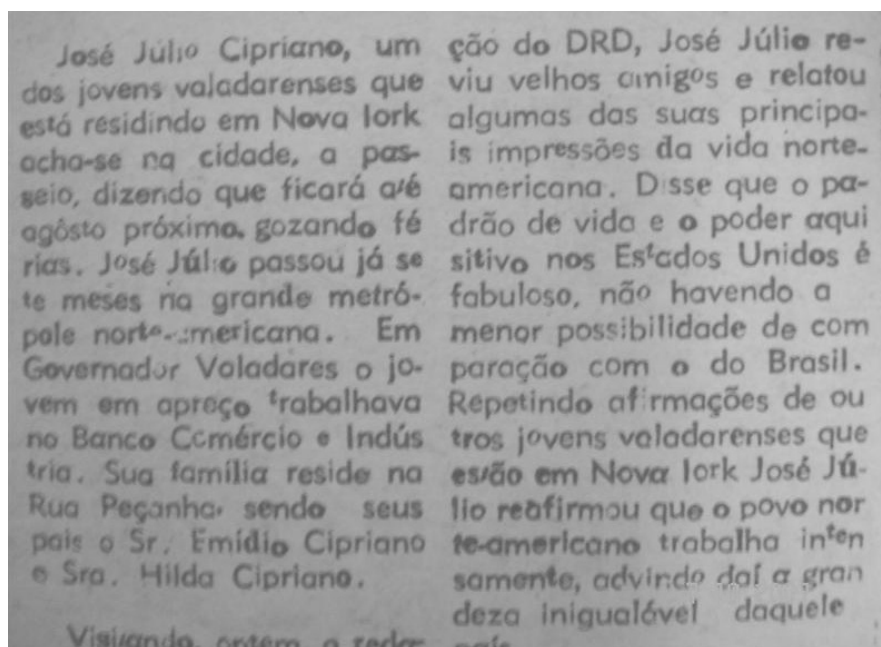 José Júlio Cipriano, um
dos jovens valadarenses que
está residindo em Nova Iork
acha-se na cidade, a pas-
seio, dizendo que ficará até
agôsto próximo, gozando fé
rias. José Júlio passou já se
te meses na grande metró-
pole norte-americana. Em
Governador Valadares o jo-
vem em apreço trabalhava
no Banco Comércio e Indús
tria. Sua família reside na
Rua Peçanha, sendo seus
pais o Sr. Emídio Cipriano
e Sra. Hilda Cipriano.
Visitando, ontem, a reda-
ção do DRD, José Júlio re-
viu velhos amigos e relatou
algumas das suas principa-
is impressões da vida norte-
americana. Disse que o pa-
drão de vida e o poder aqui
sitivo nos Estados Unidos é
fabuloso, não havendo a
menor possibilidade de com
paração com o do Brasil.
Repetindo afirmações de ou
tros jovens valadarenses que
estão em Nova Iork José Jú-
lio reafirmou que o povo nor
te-americano trabalha inten
samente, advindo daí a gran
deza inigualável daquele
país